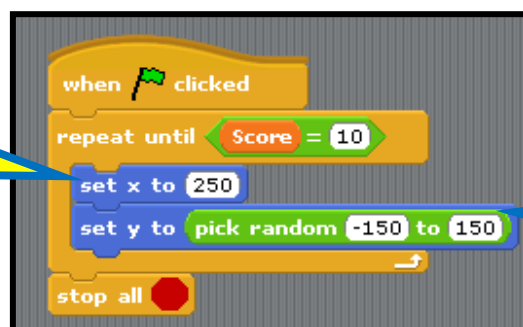 when clicked
repeat until Score = 10
set x to 250
set y to pick random -150 to 150
stop all